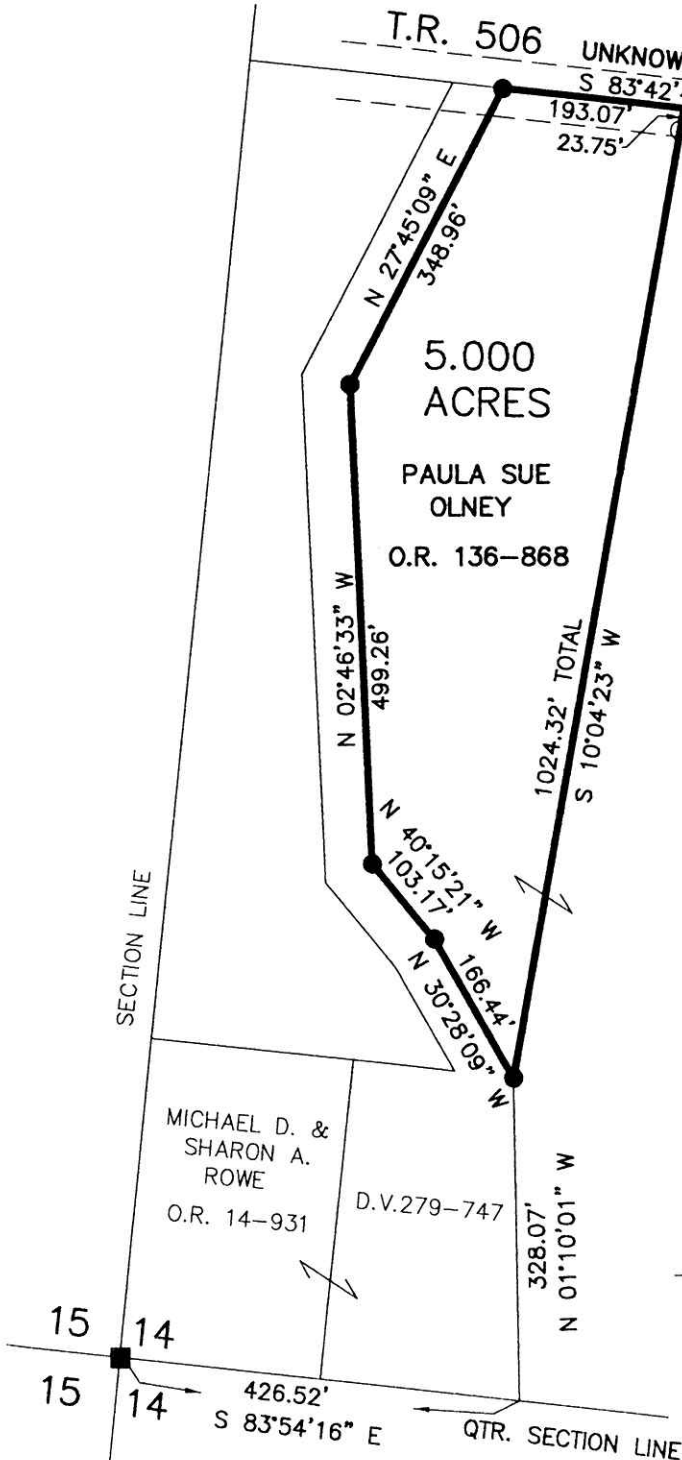 T.R. 506
UNKNOW
S 83°42'
193.07'
23.75'
N 27°45'09" E
348.96'
5.000
ACRES
PAULA SUE
OLNEY
O.R. 136-868
N 02°46'33" W
499.26'
1024.32' TOTAL
S 10°04'23" W
N 40°15'21" W
103.17'
166.44'
N 30°28'09" W
SECTION LINE
MICHAEL D. &
SHARON A.
ROWE
O.R. 14-931
D.V.279-747
328.07'
N 01°10'01" W
15 14
15 14
426.52'
S 83°54'16" E
QTR. SECTION LINE